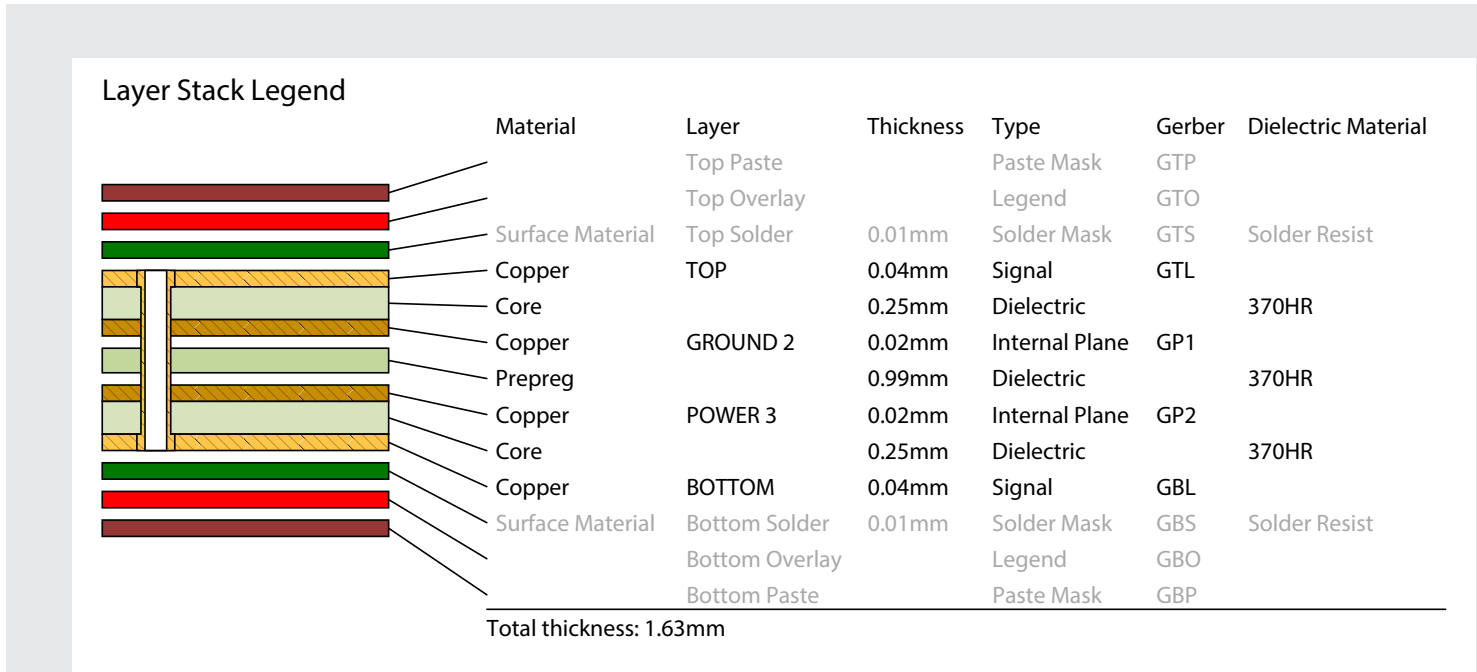 Layer Stack Legend
Material Layer Thickness Type Gerber Dielectric Material
Top Paste Paste Mask GTP
Top Overlay Legend GTO
Surface Material Top Solder 0.01mm Solder Mask GTS Solder Resist
Copper TOP 0.04mm Signal GTL
Core 0.25mm Dielectric 370HR
Copper GROUND 2 0.02mm Internal Plane GP1
Prepreg 0.99mm Dielectric 370HR
Copper POWER 3 0.02mm Internal Plane GP2
Core 0.25mm Dielectric 370HR
Copper BOTTOM 0.04mm Signal GBL
Surface Material Bottom Solder 0.01mm Solder Mask GBS Solder Resist
Bottom Overlay Legend GBO
Bottom Paste Paste Mask GBP
Total thickness: 1.63mm